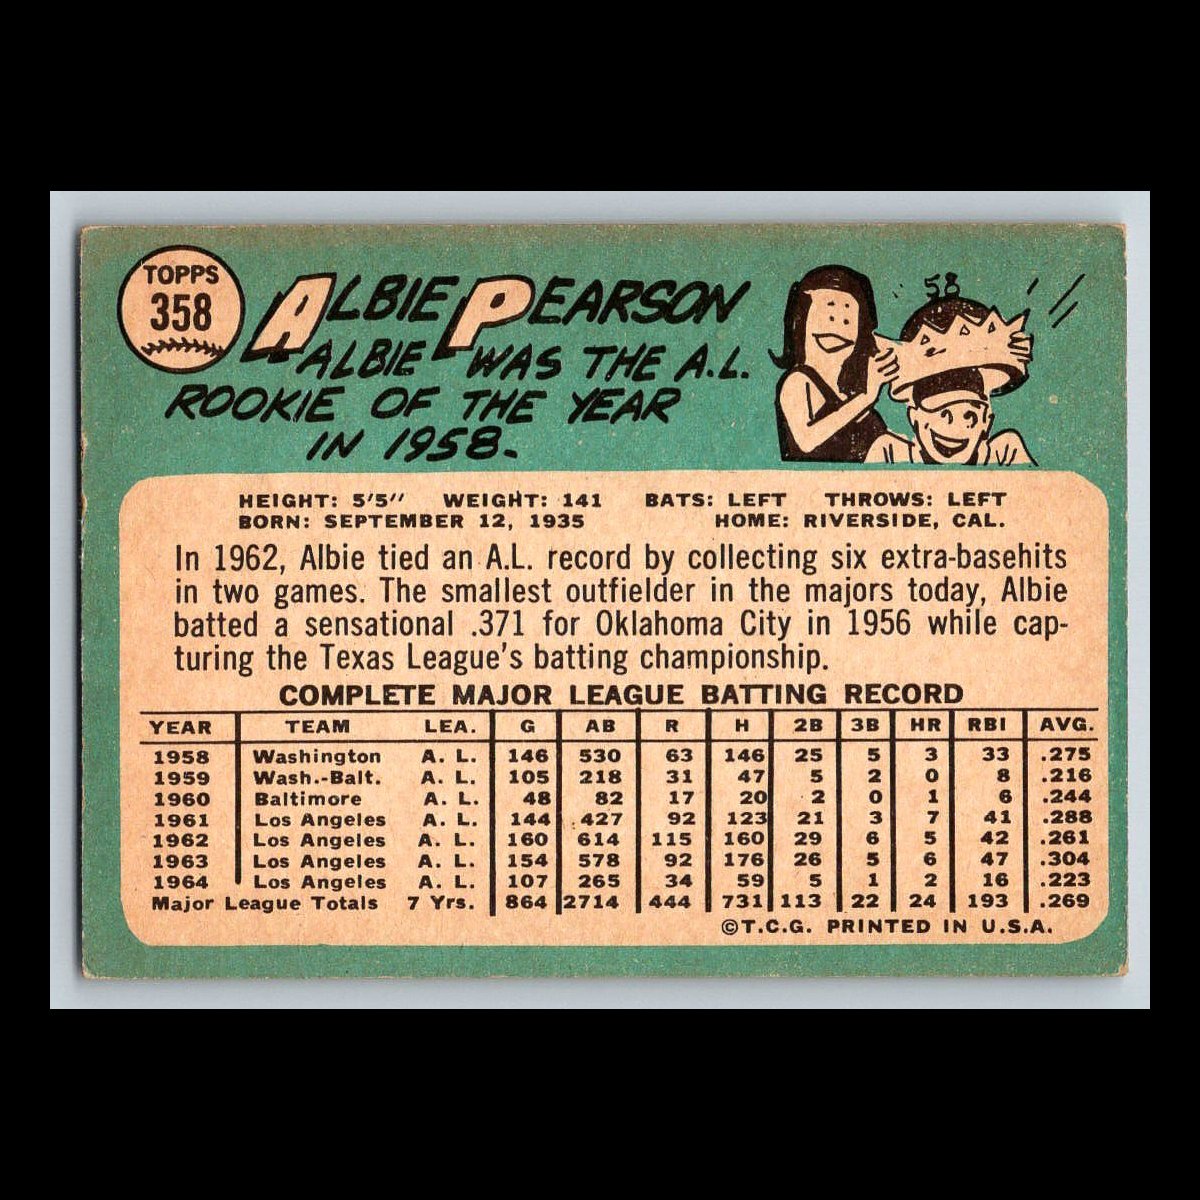 TOPPS
358
ALBIE PEARSON
ALBIE WAS THE A.L.
ROOKIE OF THE YEAR
IN 1958.
58
HEIGHT: 5'5" WEIGHT: 141 BATS: LEFT THROWS: LEFT
BORN: SEPTEMBER 12, 1935 HOME: RIVERSIDE, CAL.
In 1962, Albie tied an A.L. record by collecting six extra-basehits
in two games. The smallest outfielder in the majors today, Albie
batted a sensational .371 for Oklahoma City in 1956 while cap-
turing the Texas League's batting championship.
COMPLETE MAJOR LEAGUE BATTING RECORD
YEAR TEAM LEA. G AB R H 2B 3B HR RBI AVG.
1958 Washington A. L. 146 530 63 146 25 5 3 33 .275
1959 Wash.-Balt. A. L. 105 218 31 47 5 2 0 8 .216
1960 Baltimore A. L. 48 82 17 20 2 0 1 6 .244
1961 Los Angeles A. L. 144 427 92 123 21 3 7 41 .288
1962 Los Angeles A. L. 160 614 115 160 29 6 5 42 .261
1963 Los Angeles A. L. 154 578 92 176 26 5 6 47 .304
1964 Los Angeles A. L. 107 265 34 59 5 1 2 16 .223
Major League Totals 7 Yrs. 864 2714 444 731 113 22 24 193 .269
©T.C.G. PRINTED IN U.S.A.